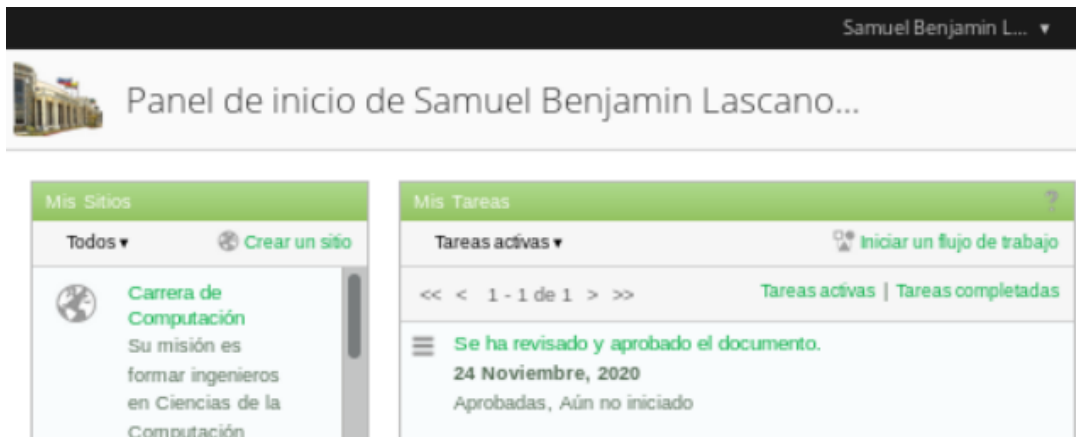 Samuel Benjamin L... ▾
Panel de inicio de Samuel Benjamin Lascano...
Mis Sitios
Todos ▾
Crear un sitio
Carrera de
Computación
Su misión es
formar ingenieros
en Ciencias de la
Computación
Mis Tareas
?
Tareas activas ▾
Iniciar un flujo de trabajo
<< < 1 - 1 de 1 > >>
Tareas activas | Tareas completadas
Se ha revisado y aprobado el documento.
24 Noviembre, 2020
Aprobadas, Aún no iniciado